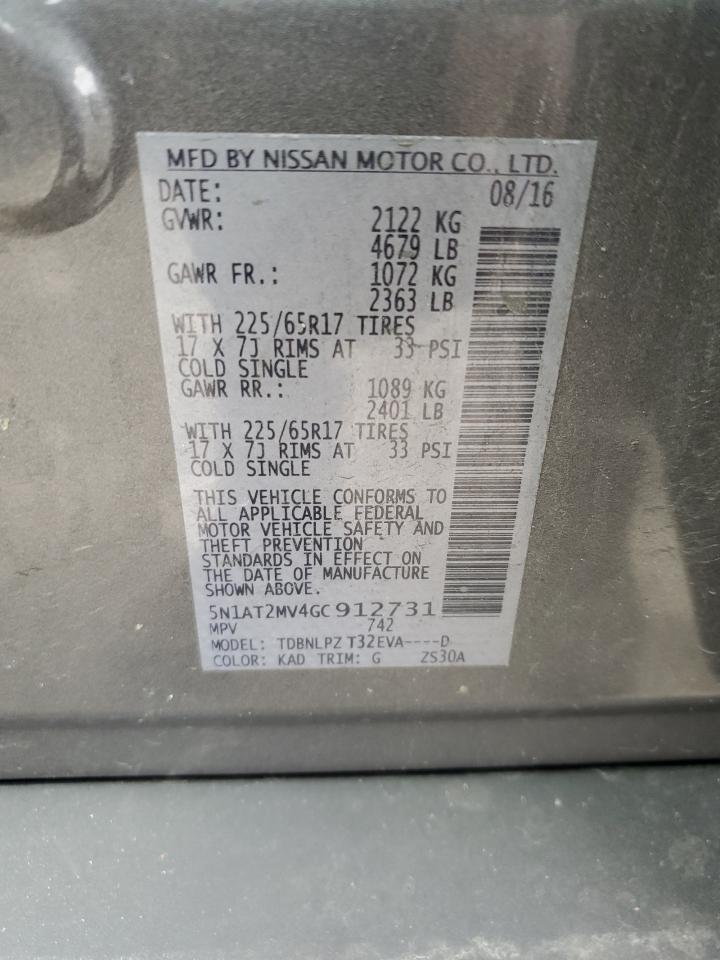 MFD BY NISSAN MOTOR CO., LTD.
DATE: 08/16
GVWR: 2122 KG
4679 LB
GAWR FR.: 1072 KG
2363 LB
WITH 225/65R17 TIRES
17 X 7J RIMS AT 33 PSI
COLD SINGLE
GAWR RR.: 1089 KG
2401 LB
WITH 225/65R17 TIRES
17 X 7J RIMS AT 33 PSI
COLD SINGLE
THIS VEHICLE CONFORMS TO
ALL APPLICABLE FEDERAL
MOTOR VEHICLE SAFETY AND
THEFT PREVENTION
STANDARDS IN EFFECT ON
THE DATE OF MANUFACTURE
SHOWN ABOVE.
5N1AT2MV4GC912731
MPV 742
MODEL: TDBNLPZ T32EVA----D
COLOR: KAD TRIM: G ZS30A